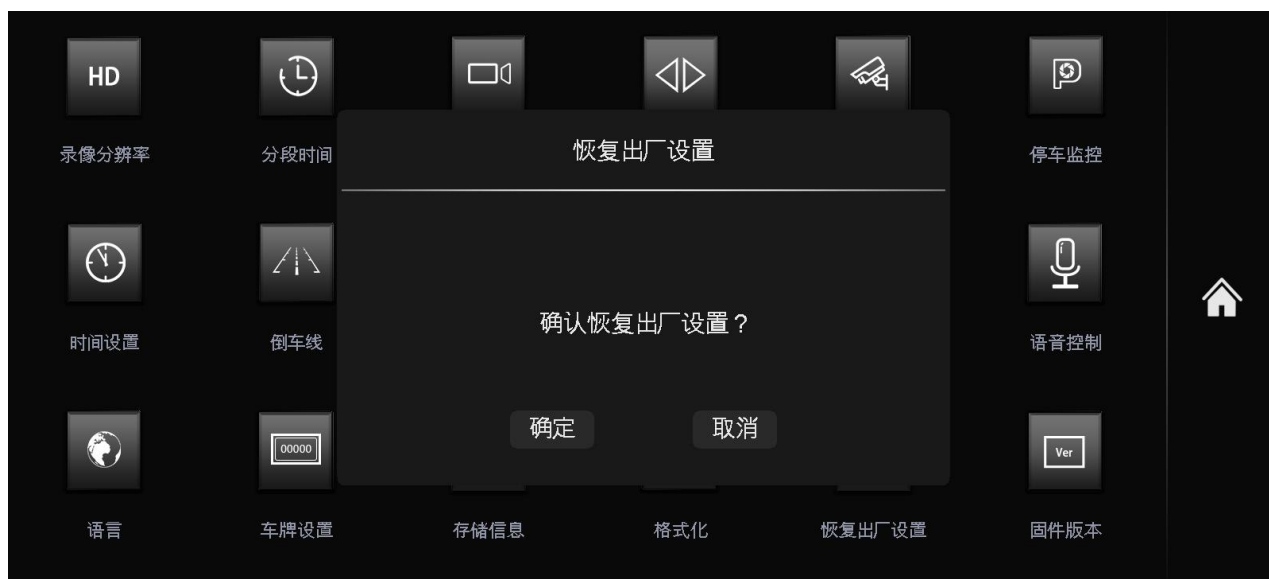 HD
录像分辨率
分段时间
停车监控
恢复出厂设置
时间设置
倒车线
确认恢复出厂设置？
语音控制
确定
取消
00000
Ver
语言
车牌设置
存储信息
格式化
恢复出厂设置
固件版本